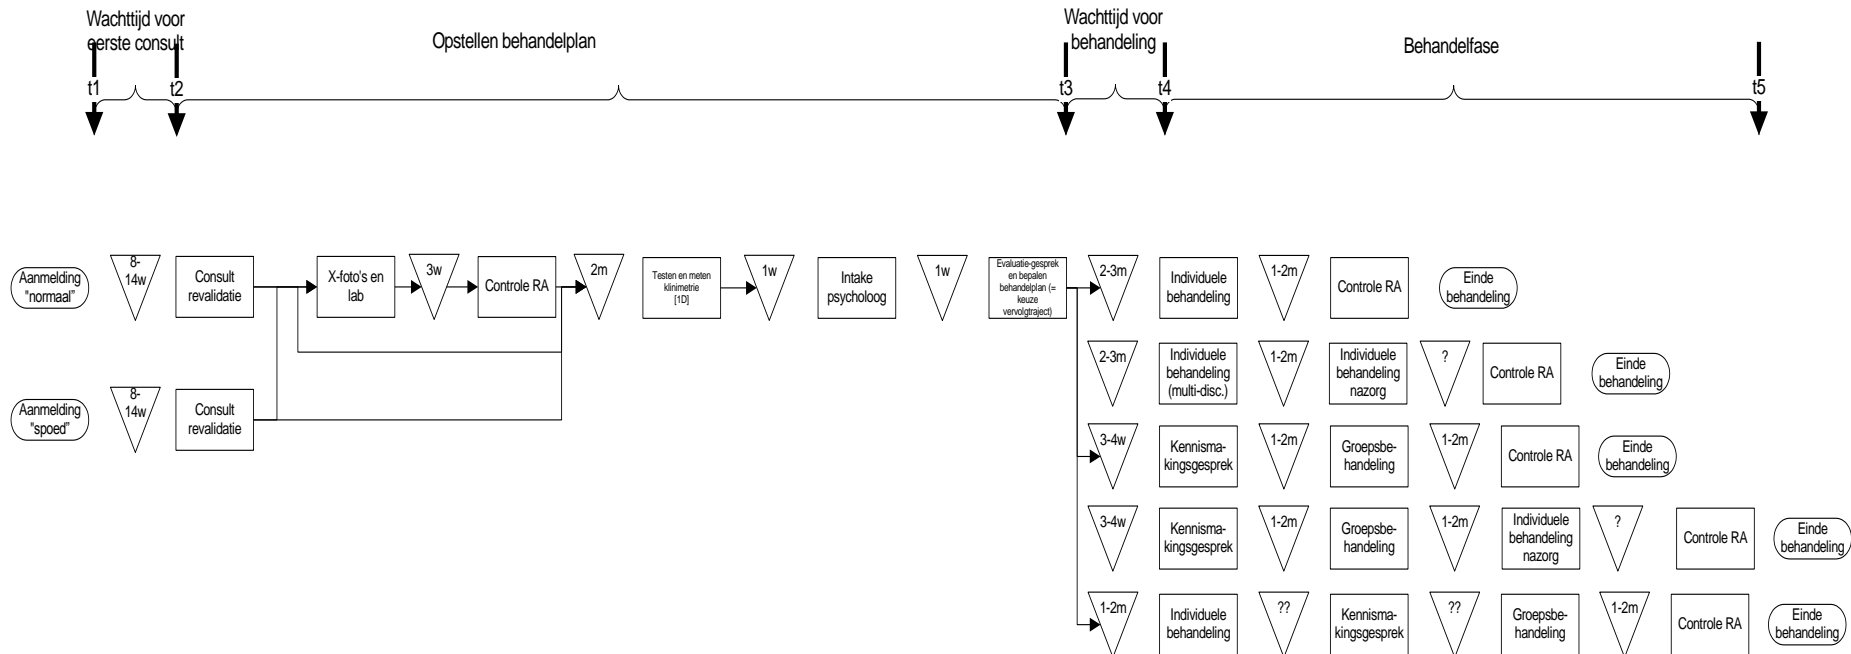 Wachttijd voor
eerste consult
Opstellen behandelplan
Wachttijd voor
behandeling
Behandelfase
t1
t2
t3
t4
t5
Aanmelding
"normaal"
8-
14w
Consult
revalidatie
X-foto's en
lab
3w
Controle RA
2m
Testen en meten
klinimetrie
[1D]
1w
Intake
psycholoog
1w
Evaluatie-gesprek
en bepalen
behandelplan (=
keuze
vervolgtraject)
2-3m
Individuele
behandeling
1-2m
Controle RA
Einde
behandeling
2-3m
Individuele
behandeling
(multi-disc.)
1-2m
Individuele
behandeling
nazorg
?
Controle RA
Einde
behandeling
Aanmelding
"spoed"
8-
14w
Consult
revalidatie
3-4w
Kennisma-
kingsgesprek
1-2m
Groepsbe-
handeling
1-2m
Controle RA
Einde
behandeling
3-4w
Kennisma-
kingsgesprek
1-2m
Groepsbe-
handeling
1-2m
Individuele
behandeling
nazorg
?
Controle RA
Einde
behandeling
1-2m
Individuele
behandeling
??
Kennisma-
kingsgesprek
??
Groepsbe-
handeling
1-2m
Controle RA
Einde
behandeling